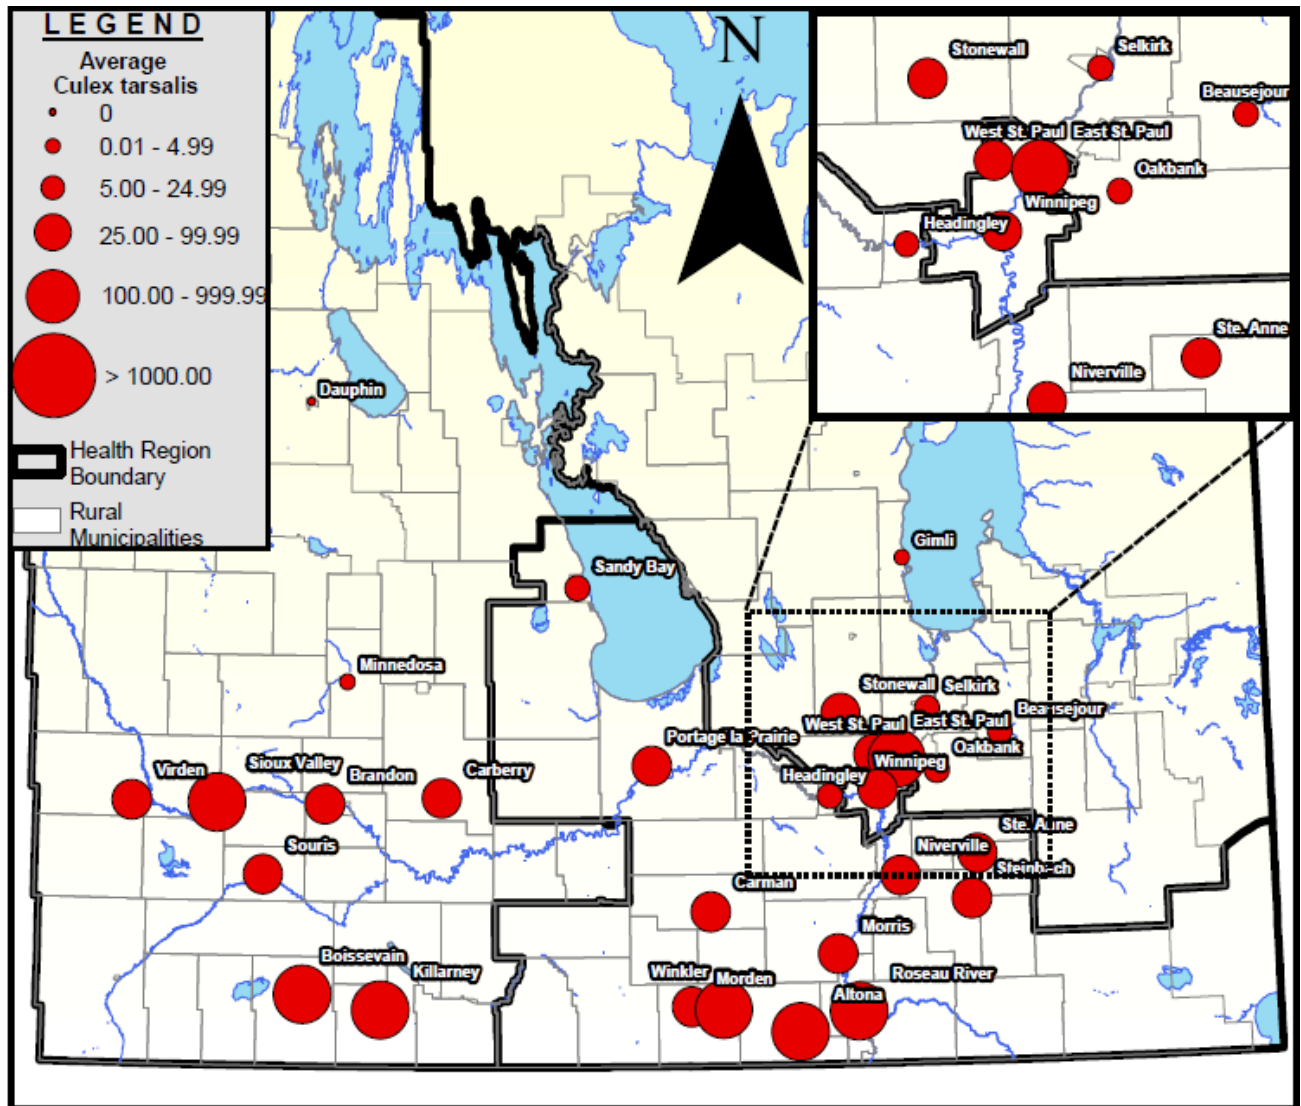 LEGEND
Average
Culex tarsalis
0
0.01 - 4.99
5.00 - 24.99
25.00 - 99.99
100.00 - 999.99
> 1000.00
Health Region
Boundary
Rural
Municipalities
N
Stonewall
Selkirk
Beausejour
West St. Paul
East St. Paul
Oakbank
Winnipeg
Headingley
Ste. Anne
Niverville
Dauphin
Gimli
Sandy Bay
Minnedosa
Stonewall
Selkirk
Beausejour
West St. Paul
East St. Paul
Portage la Prairie
Oakbank
Winnipeg
Headingley
Virden
Sioux Valley
Brandon
Carberry
Souris
Ste. Anne
Niverville
Steinbach
Carman
Morris
Boissevain
Killarney
Winkler
Morden
Roseau River
Altona